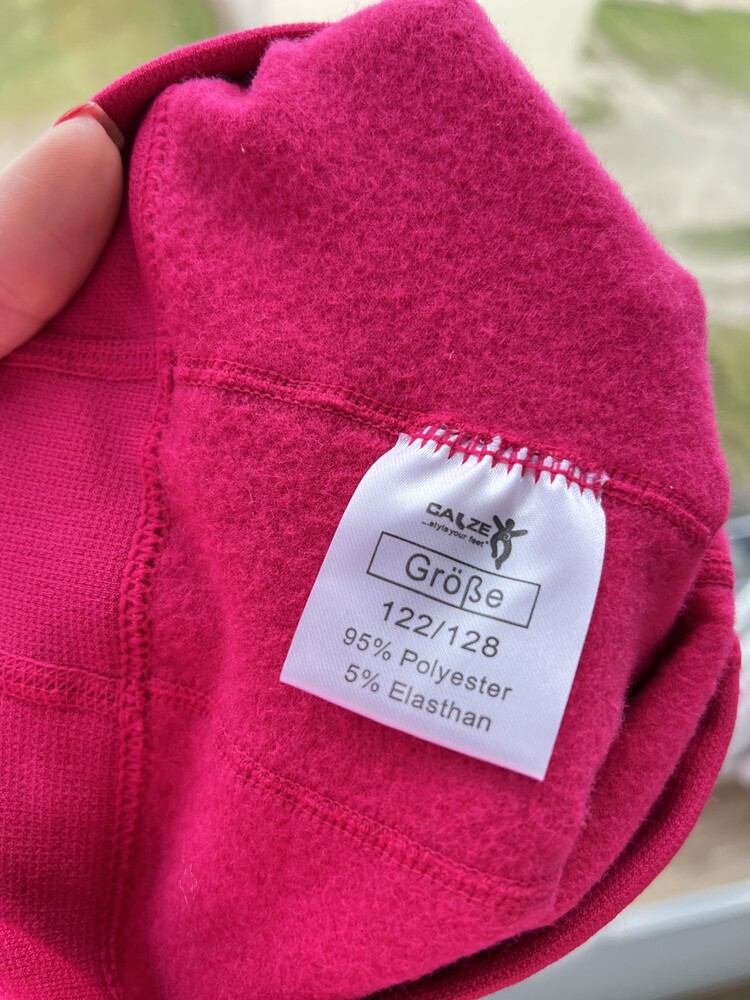 CALZE
...style your feet
Größe
122/128
95% Polyester
5% Elasthan